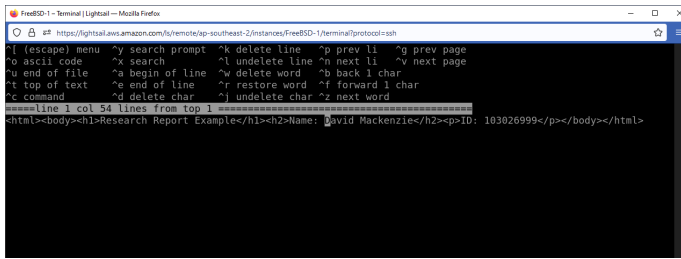 FreeBSD-1 – Terminal | Lightsail — Mozilla Firefox
https://lightsail.aws.amazon.com/ls/remote/ap-southeast-2/instances/FreeBSD-1/terminal?protocol=ssh
^[ (escape) menu  ^y search prompt  ^k delete line   ^p prev li   ^g prev page
^o ascii code     ^x search         ^l undelete line ^n next li   ^v next page
^u end of file    ^a begin of line  ^w delete word   ^b back 1 char
^t top of text    ^e end of line    ^r restore word  ^f forward 1 char
^c command        ^d delete char    ^j undelete char ^z next word
=====line 1 col 54 lines from top 1 ============================================
<html><body><h1>Research Report Example</h1><h2>Name: David Mackenzie</h2><p>ID: 103026999</p></body></html>